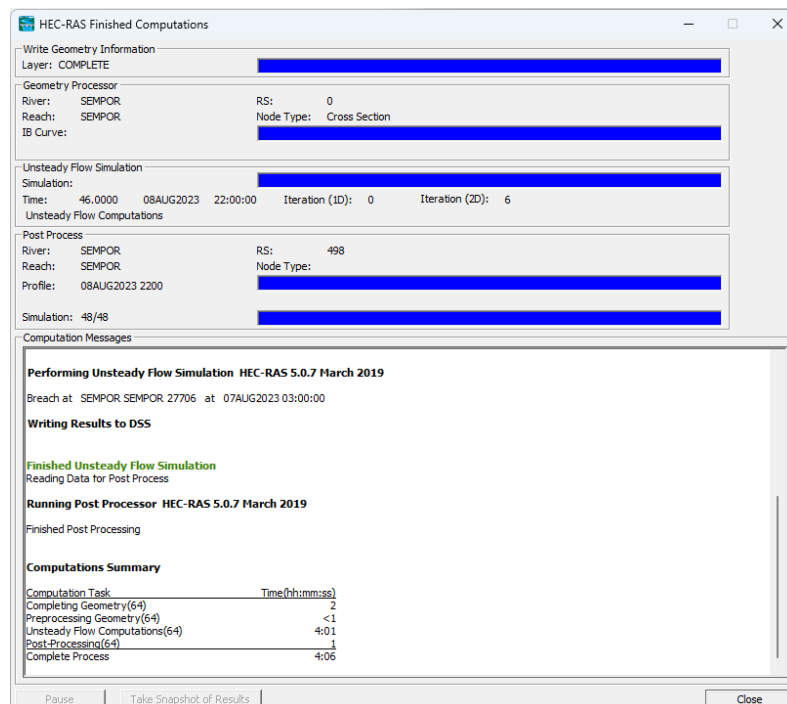 HEC-RAS Finished Computations
Write Geometry Information
Layer: COMPLETE
Geometry Processor
River: SEMPOR RS: 0
Reach: SEMPOR Node Type: Cross Section
IB Curve:
Unsteady Flow Simulation
Simulation:
Time: 46.0000 08AUG2023 22:00:00 Iteration (1D): 0 Iteration (2D): 6
Unsteady Flow Computations
Post Process
River: SEMPOR RS: 498
Reach: SEMPOR Node Type:
Profile: 08AUG2023 2200
Simulation: 48/48
Computation Messages
Performing Unsteady Flow Simulation HEC-RAS 5.0.7 March 2019
Breach at SEMPOR SEMPOR 27706 at 07AUG2023 03:00:00
Writing Results to DSS
Finished Unsteady Flow Simulation
Reading Data for Post Process
Running Post Processor HEC-RAS 5.0.7 March 2019
Finished Post Processing
Computations Summary
Computation Task Time(hh:mm:ss)
Completing Geometry(64) 2
Preprocessing Geometry(64) <1
Unsteady Flow Computations(64) 4:01
Post-Processing(64) 1
Complete Process 4:06
Pause Take Snapshot of Results Close